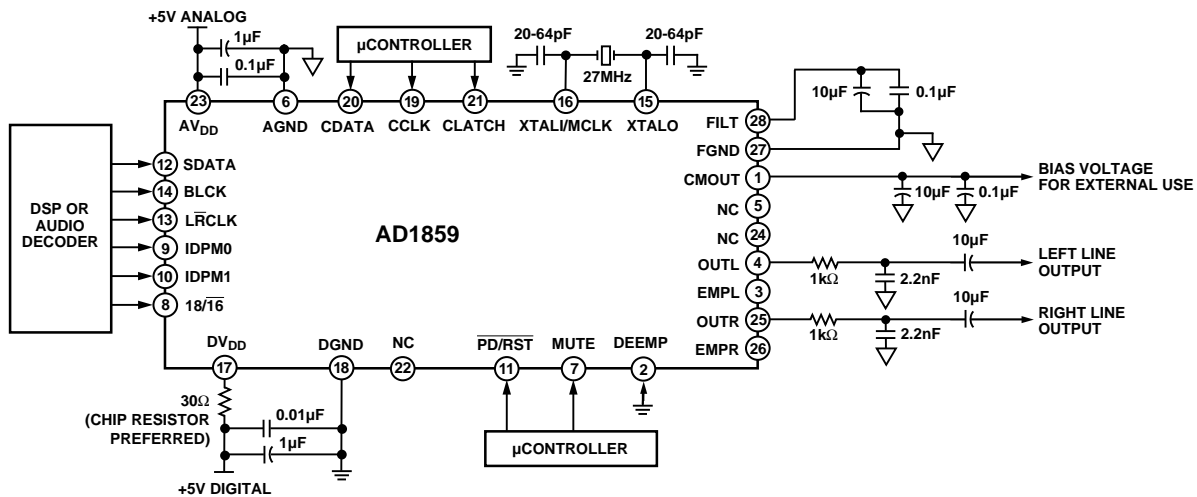 +5V ANALOG
1µF
0.1µF
µCONTROLLER
20-64pF
20-64pF
27MHz
10µF
0.1µF
23
6
20
19
21
16
15
AVDD
AGND
CDATA
CCLK
CLATCH
XTALI/MCLK
XTALO
FILT
28
FGND
27
CMOUT
1
BIAS VOLTAGE
FOR EXTERNAL USE
10µF
0.1µF
NC
5
NC
24
DSP OR
AUDIO
DECODER
12
SDATA
14
BLCK
13
LRCLK
9
IDPM0
10
IDPM1
8
18/16
AD1859
OUTL
4
1kΩ
2.2nF
10µF
LEFT LINE
OUTPUT
EMPL
3
OUTR
25
1kΩ
2.2nF
10µF
RIGHT LINE
OUTPUT
EMPR
26
DVDD
DGND
NC
PD/RST
MUTE
DEEMP
17
18
22
11
7
2
30Ω
(CHIP RESISTOR
PREFERRED)
0.01µF
1µF
+5V DIGITAL
µCONTROLLER